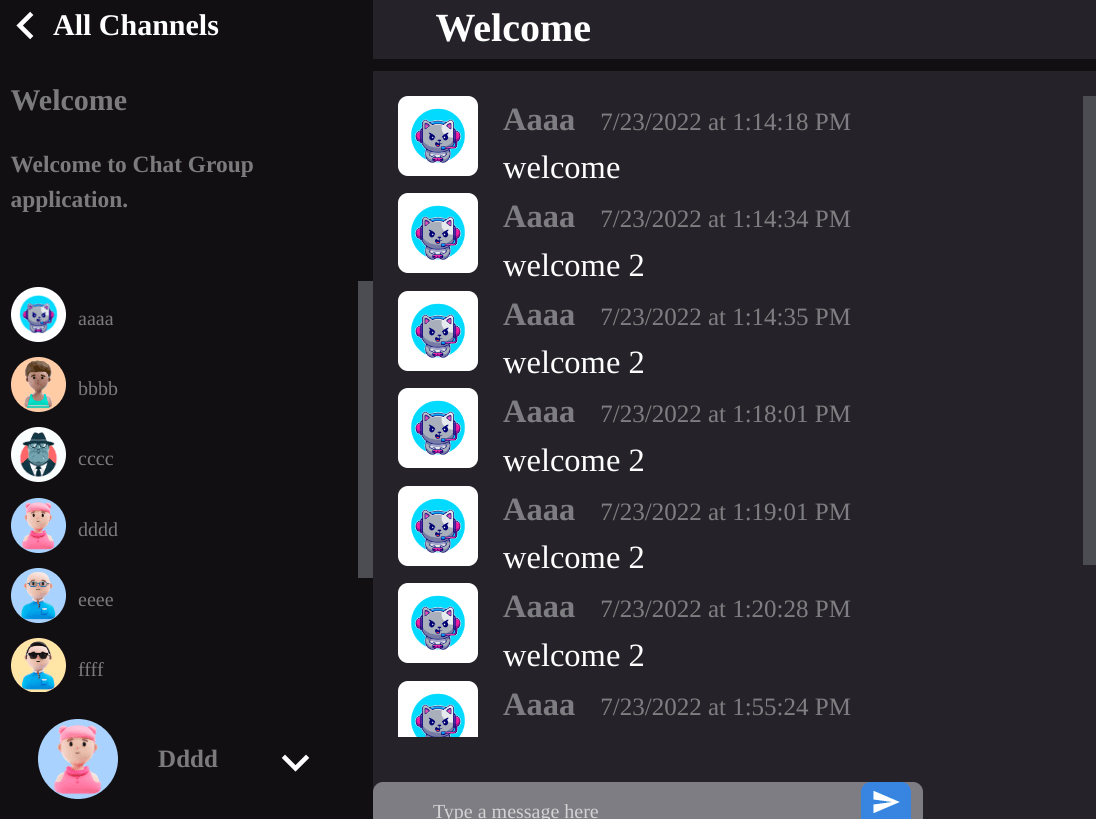 All Channels
Welcome
Welcome to Chat Group
application.
aaaa
bbbb
cccc
dddd
eeee
ffff
Dddd
Welcome
Aaaa 7/23/2022 at 1:14:18 PM
welcome
Aaaa 7/23/2022 at 1:14:34 PM
welcome 2
Aaaa 7/23/2022 at 1:14:35 PM
welcome 2
Aaaa 7/23/2022 at 1:18:01 PM
welcome 2
Aaaa 7/23/2022 at 1:19:01 PM
welcome 2
Aaaa 7/23/2022 at 1:20:28 PM
welcome 2
Aaaa 7/23/2022 at 1:55:24 PM
Type a message here